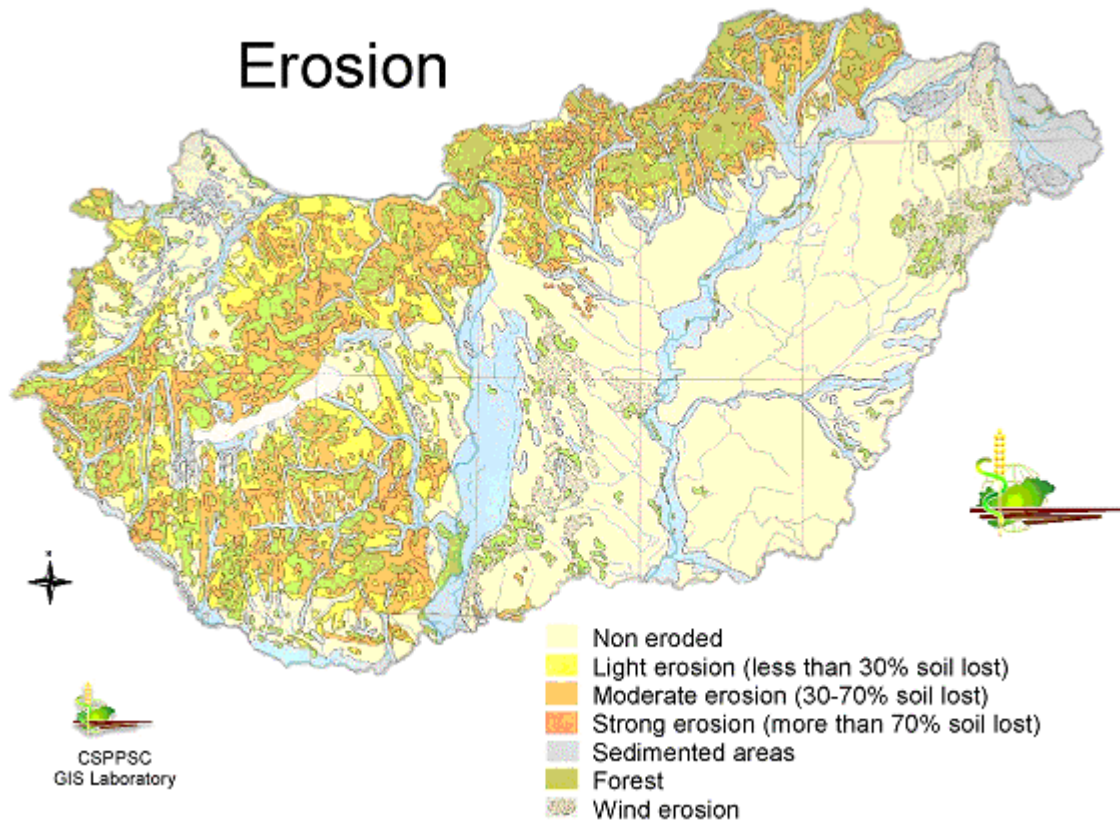 Erosion
Non eroded
Light erosion (less than 30% soil lost)
Moderate erosion (30-70% soil lost)
Strong erosion (more than 70% soil lost)
Sedimented areas
Forest
Wind erosion
CSPPSC
GIS Laboratory